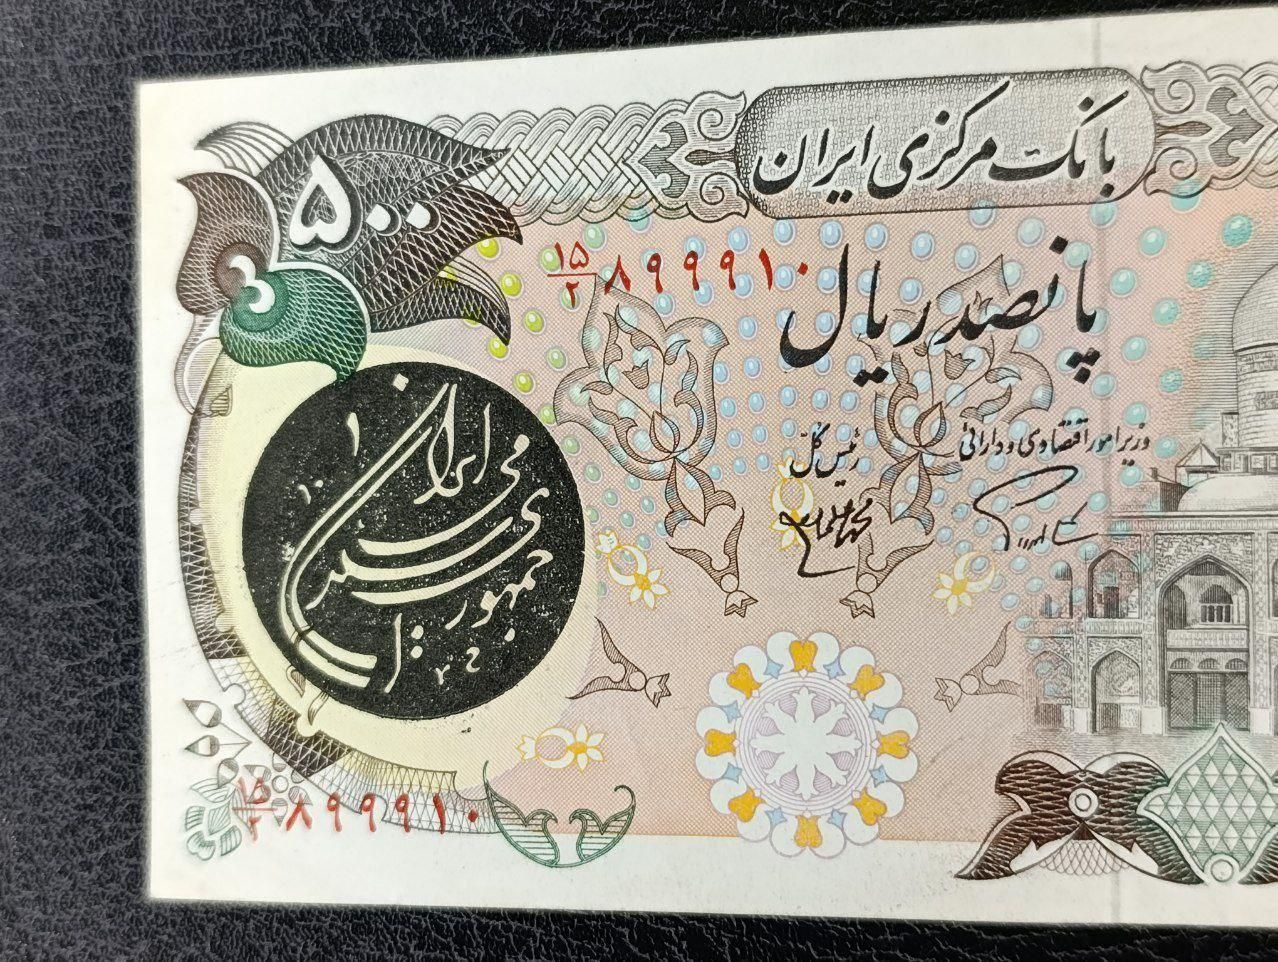 بانک مرکزی ایران
۵۰۰
۱۵/۲ ۸۹۹۹۱۰
پانصد ریال
وزیر امور اقتصادی و دارائی
رئیس کل
جمهوری اسلامی ایران
۱۵/۲ ۸۹۹۹۱۰